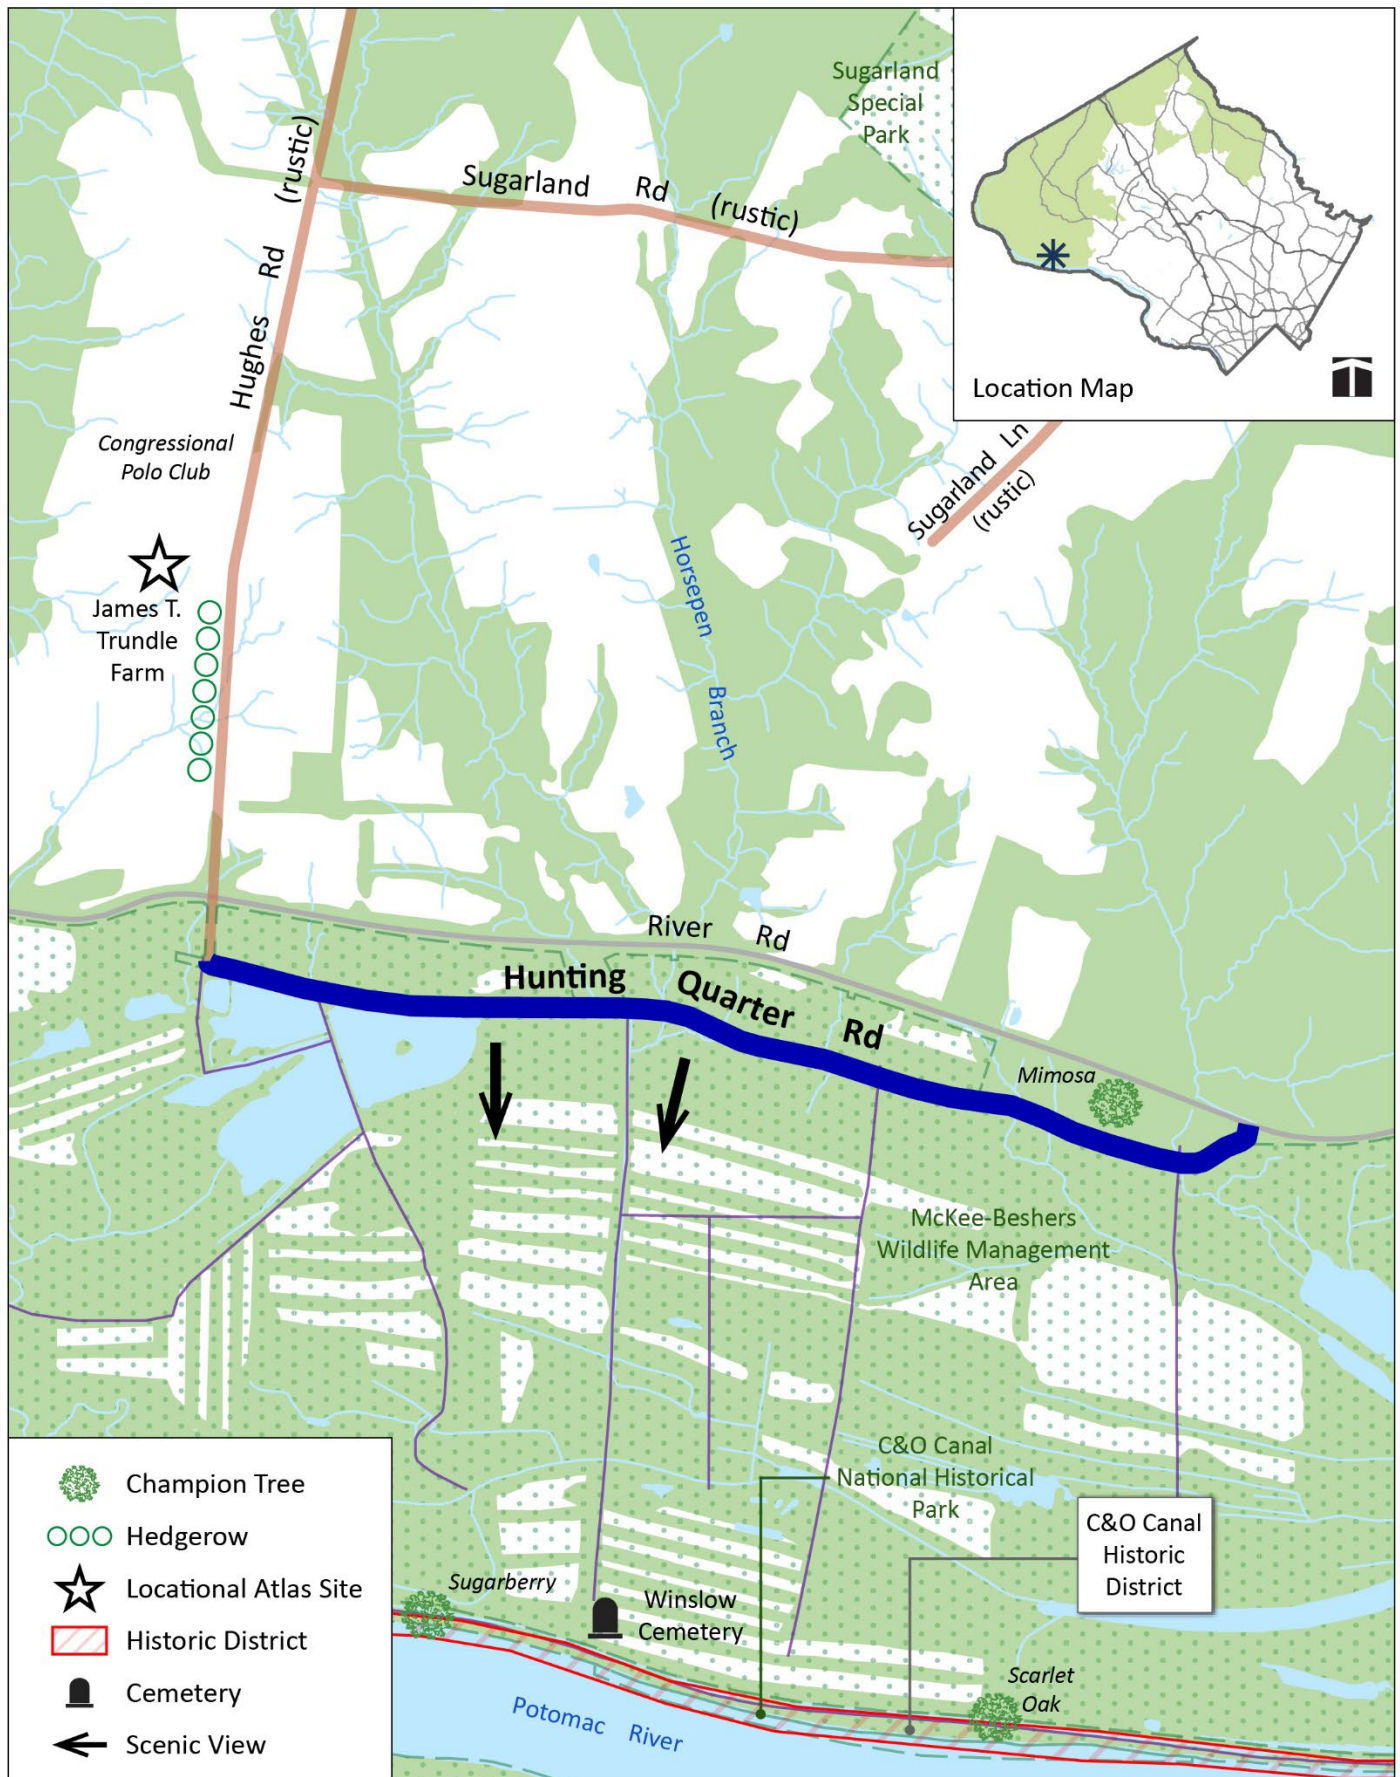 Sugarland
Special
Park
Location Map
(rustic)
Sugarland Rd (rustic)
Hughes Rd
Congressional
Polo Club
Sugarland Ln
(rustic)
James T.
Trundle
Farm
Horsepen Branch
River Rd
Hunting Quarter Rd
Mimosa
McKee-Beshers
Wildlife Management
Area
C&O Canal
National Historical
Park
C&O Canal
Historic
District
Champion Tree
Hedgerow
Locational Atlas Site
Historic District
Cemetery
Scenic View
Sugarberry
Winslow
Cemetery
Scarlet
Oak
Potomac River